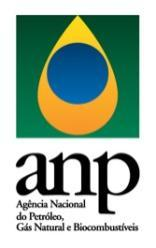 anp
Agência Nacional
do Petróleo,
Gás Natural e Biocombustíveis